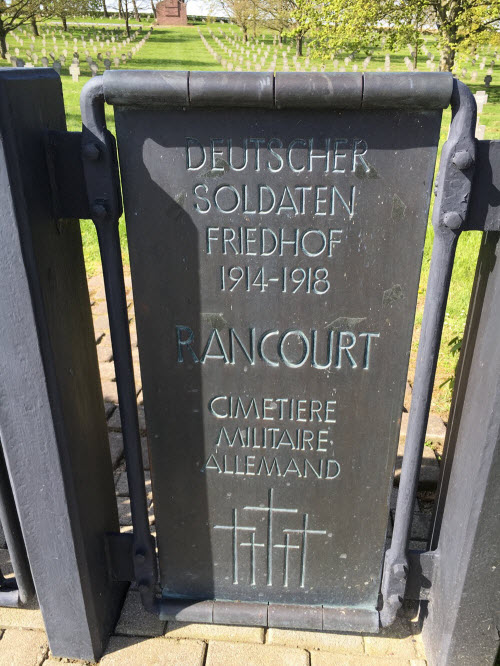 DEUTSCHER
SOLDATEN
FRIEDHOF
1914-1918
RANCOURT
CIMETIERE
MILITAIRE
ALLEMAND